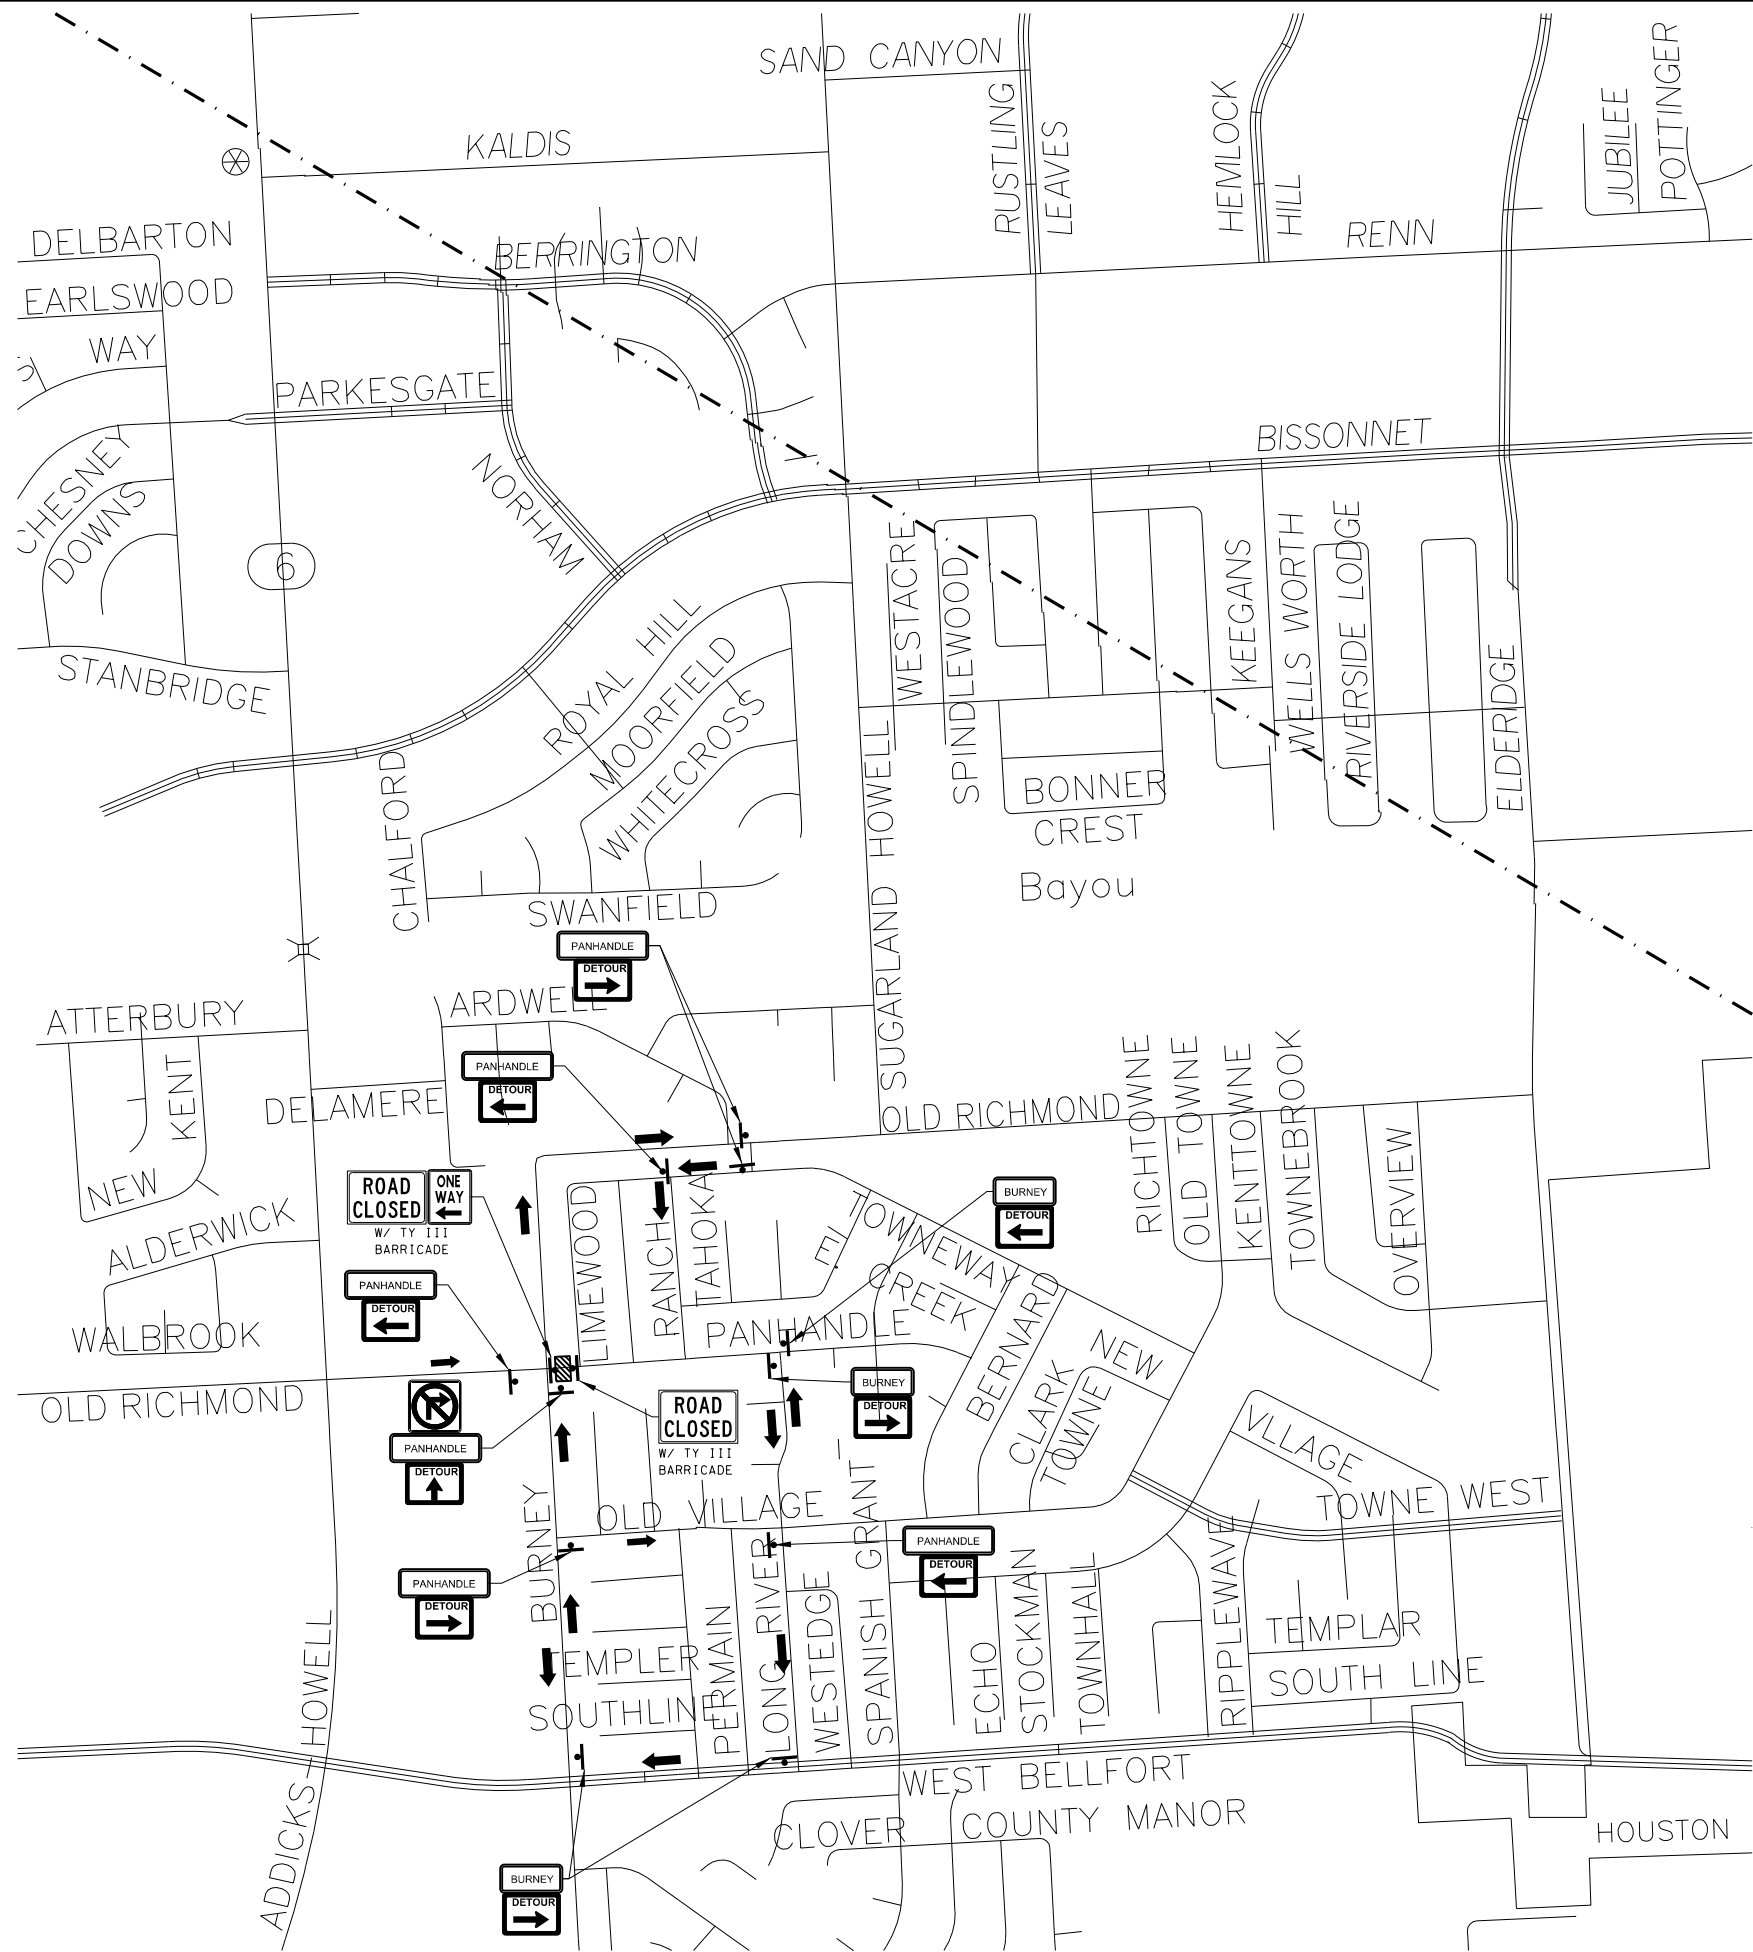 SAND CANYON
RUSTLING
LEAVES
HEMLOCK
HILL
JUBILEE
POTTINGER
KALDIS
DELBARTON
BERRINGTON
RENN
EARLSWOOD
WAY
PARKESGATE
BISSONNET
CHESNEY
DOWNS
NORHAM
6
WESTACRE
SPINDLEWOOD
KEEGANS
WELLS WORTH
RIVERSIDE LODGE
ELDERIDGE
STANBRIDGE
ROYAL HILL
MOORFIELD
WHITECROSS
CHALFORD
SUGARLAND HOWELL
BONNER
CREST
Bayou
SWANFIELD
PANHANDLE
DETOUR
ATTERBURY
ARDWELL
KENT
PANHANDLE
DETOUR
DELAMERE
OLD RICHMOND
RICHTOWNE
OLD TOWNE
KENTTOWNE
TOWNEBROOK
OVERVIEW
NEW
ROAD
CLOSED
ONE
WAY
W/ TY III
BARRICADE
ALDERWICK
LIMEWOOD
RANCH
TAHOKA
EL
TOWNEWAY
CREEK
BURNEY
DETOUR
PANHANDLE
DETOUR
WALBROOK
PANHANDLE
BERNARD
NEW
CLARK
TOWNE
OLD RICHMOND
BURNEY
DETOUR
ROAD
CLOSED
W/ TY III
BARRICADE
PANHANDLE
DETOUR
VLLAGE
TOWNE WEST
BURNEY
OLD VILLAGE
SPANISH GRANT
PANHANDLE
DETOUR
PANHANDLE
DETOUR
LONG RIVER
WESTEDGE
PERMAIN
ECHO
STOCKMAN
TOWNHALL
RIPPLEWAVE
TEMPLAR
SOUTH LINE
TEMPLER
SOUTHLINE
ADDICKS-HOWELL
WEST BELLFORT
CLOVER
COUNTY MANOR
HOUSTON
BURNEY
DETOUR